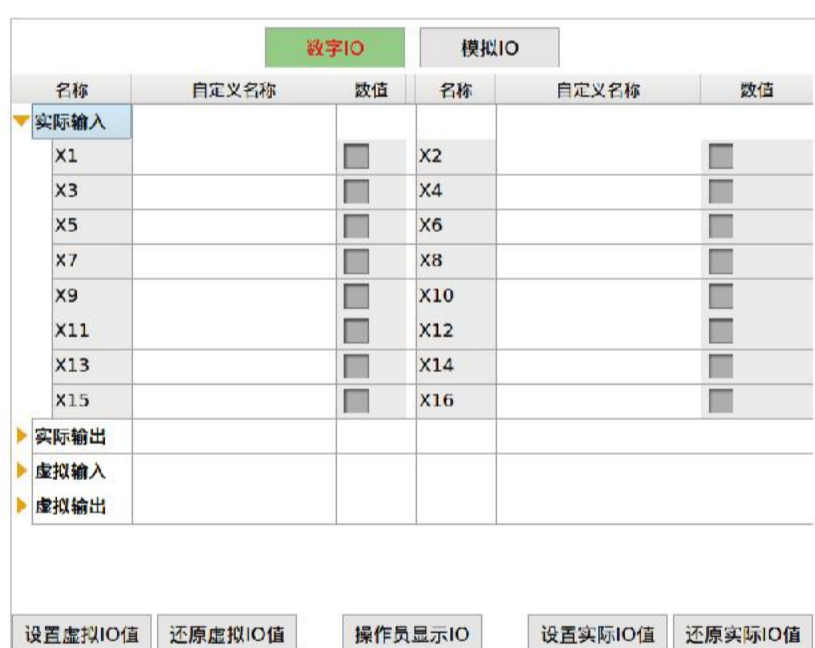 数字IO 模拟IO
名称 自定义名称 数值 名称 自定义名称 数值
实际输入
X1 X2
X3 X4
X5 X6
X7 X8
X9 X10
X11 X12
X13 X14
X15 X16
实际输出
虚拟输入
虚拟输出
设置虚拟IO值 还原虚拟IO值 操作员显示IO 设置实际IO值 还原实际IO值